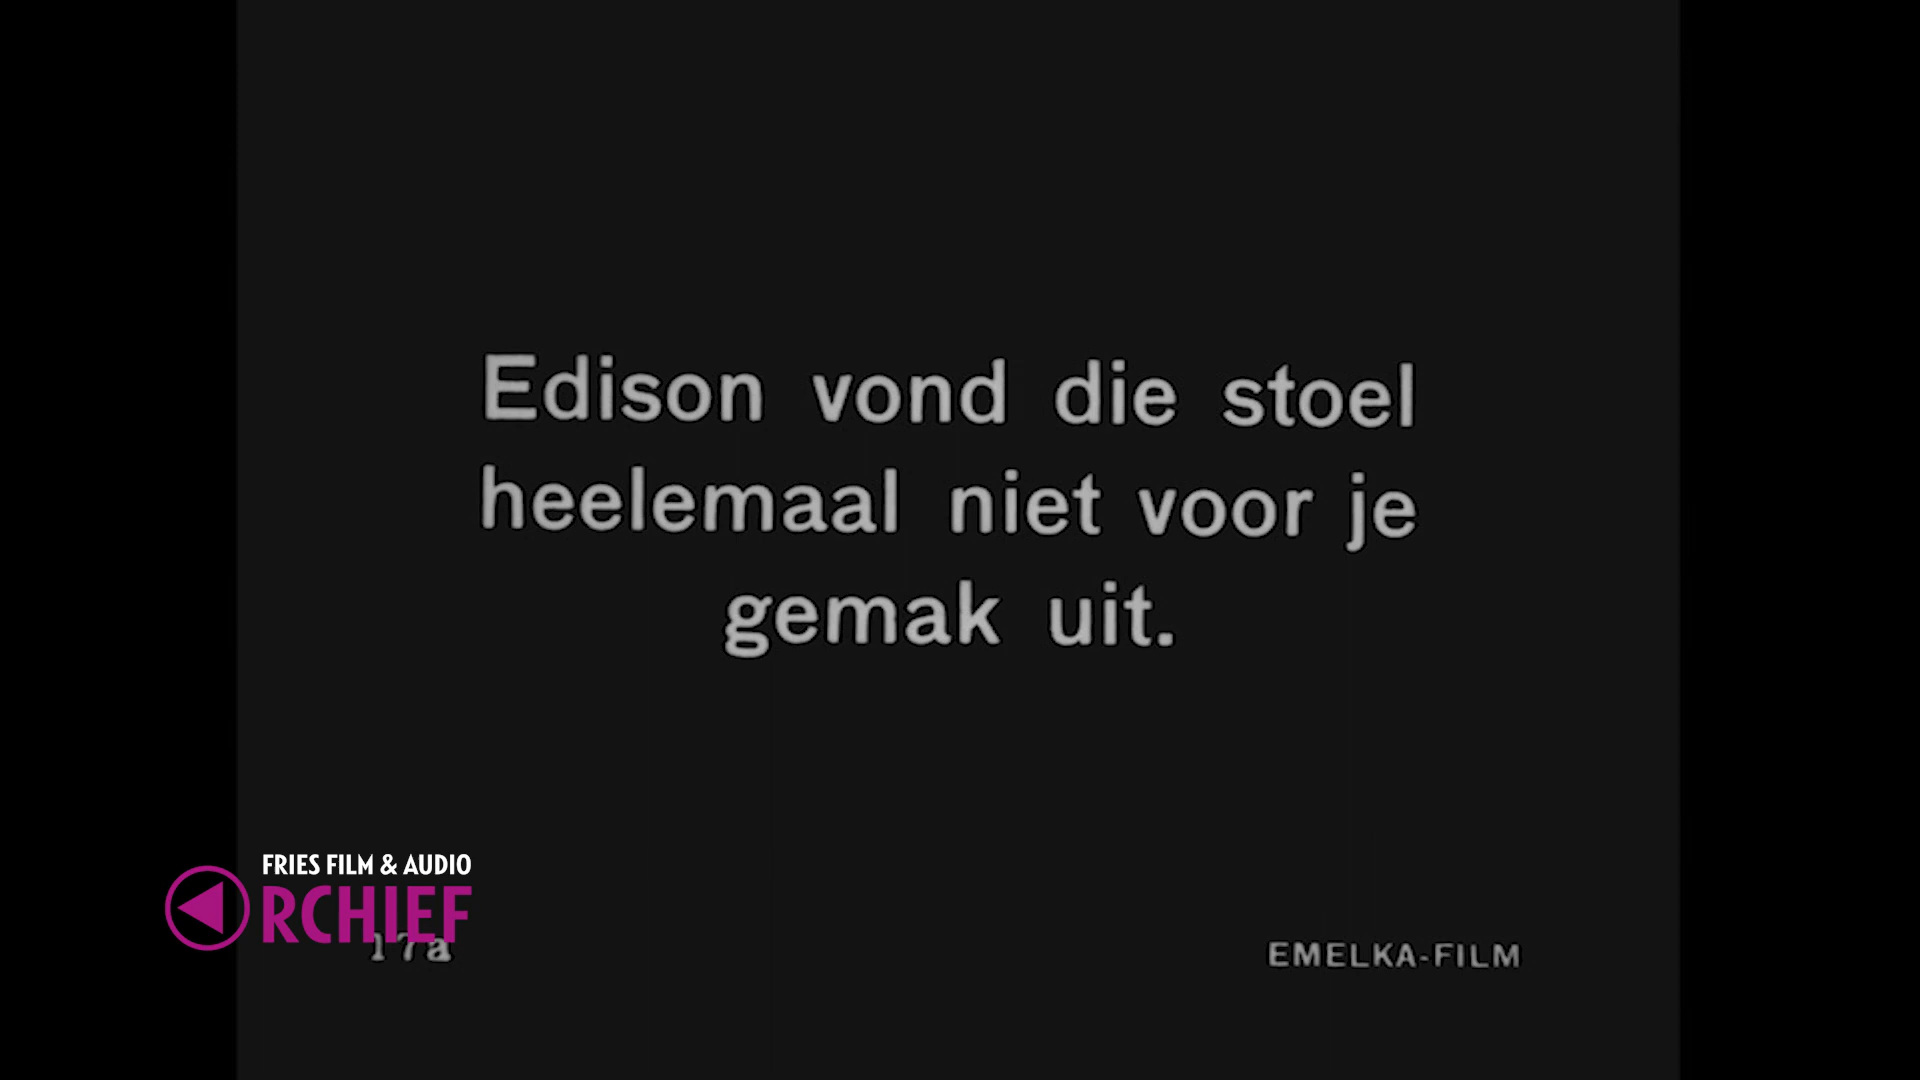 Edison vond die stoel
heelemaal niet voor je
gemak uit.
FRIES FILM & AUDIO
RCHIEF
17a
EMELKA-FILM